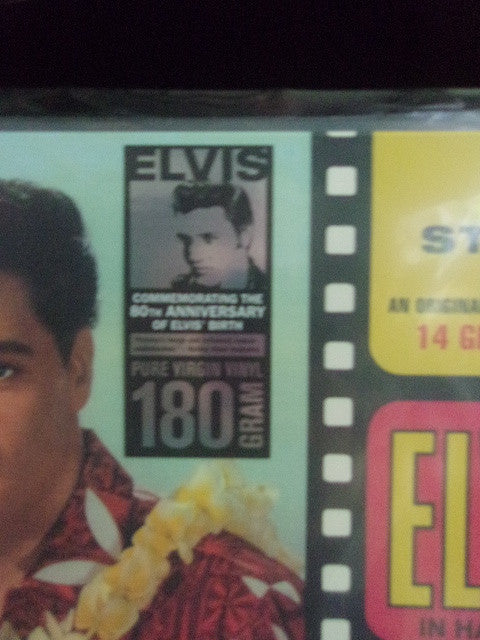 ELVIS
COMMEMORATING THE
80TH ANNIVERSARY
OF ELVIS' BIRTH
PURE VIRGIN VINYL
180
GRAM
ST
AN ORIGINA
14 G
EL
IN HA